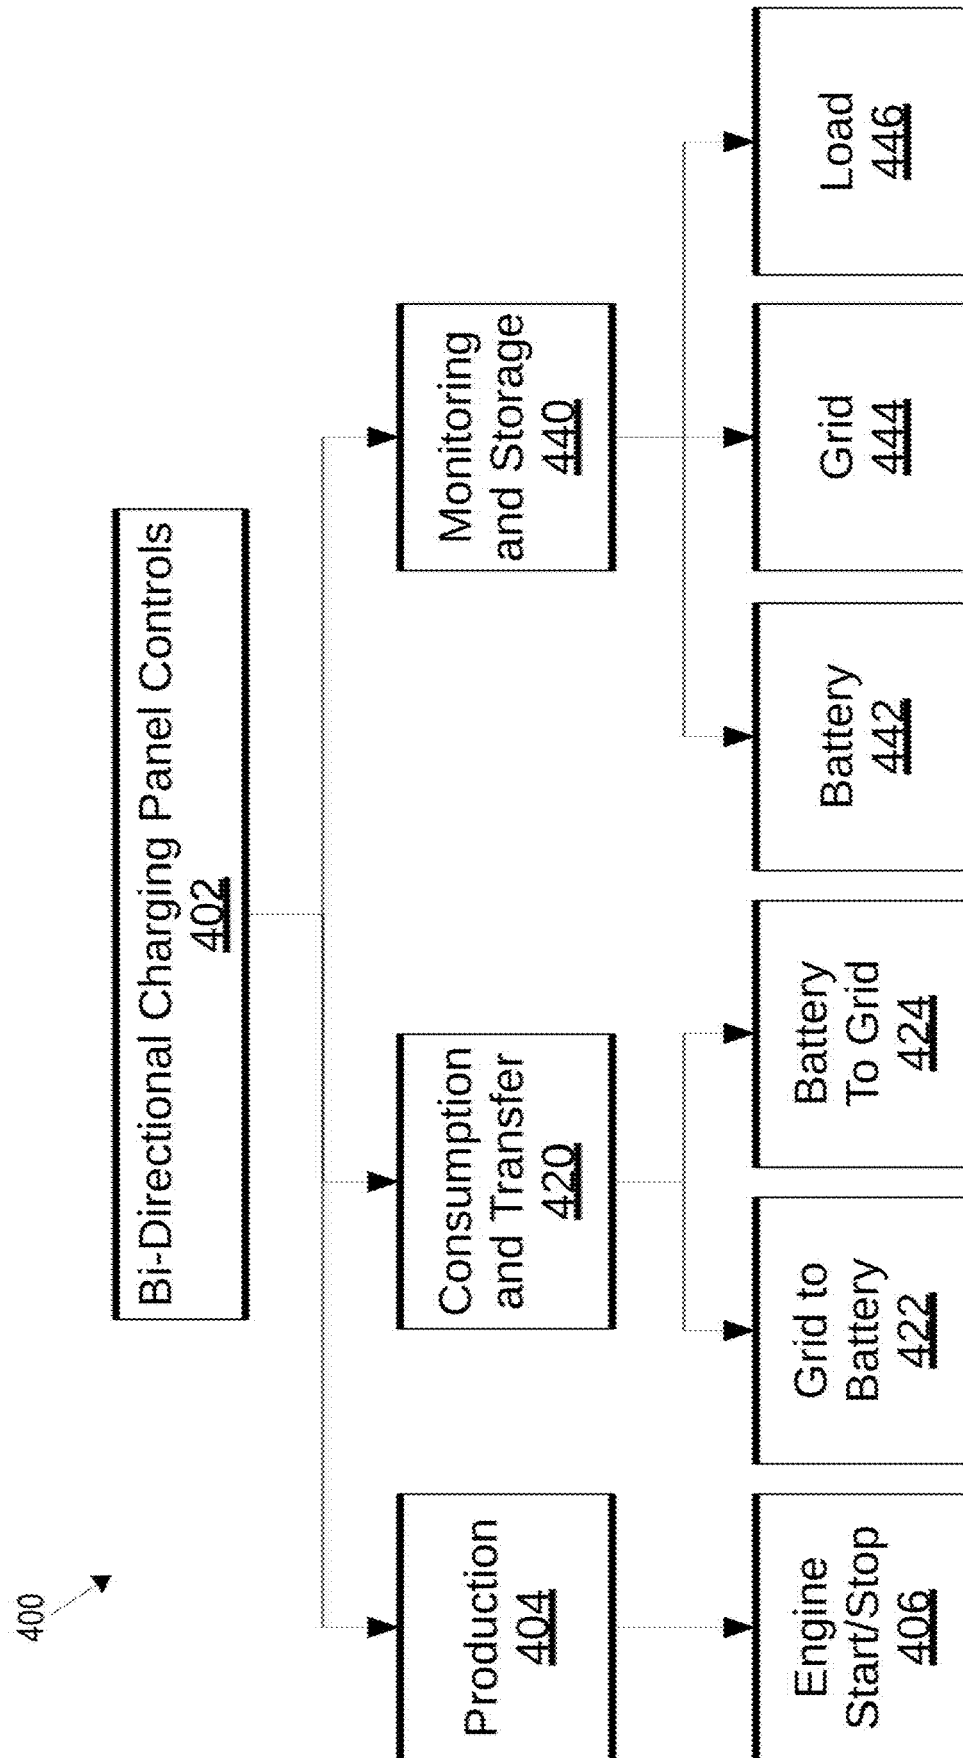 400
Bi-Directional Charging Panel Controls
402
Production
404
Consumption
and Transfer
420
Monitoring
and Storage
440
Engine
Start/Stop
406
Grid to
Battery
422
Battery
To Grid
424
Battery
442
Grid
444
Load
446